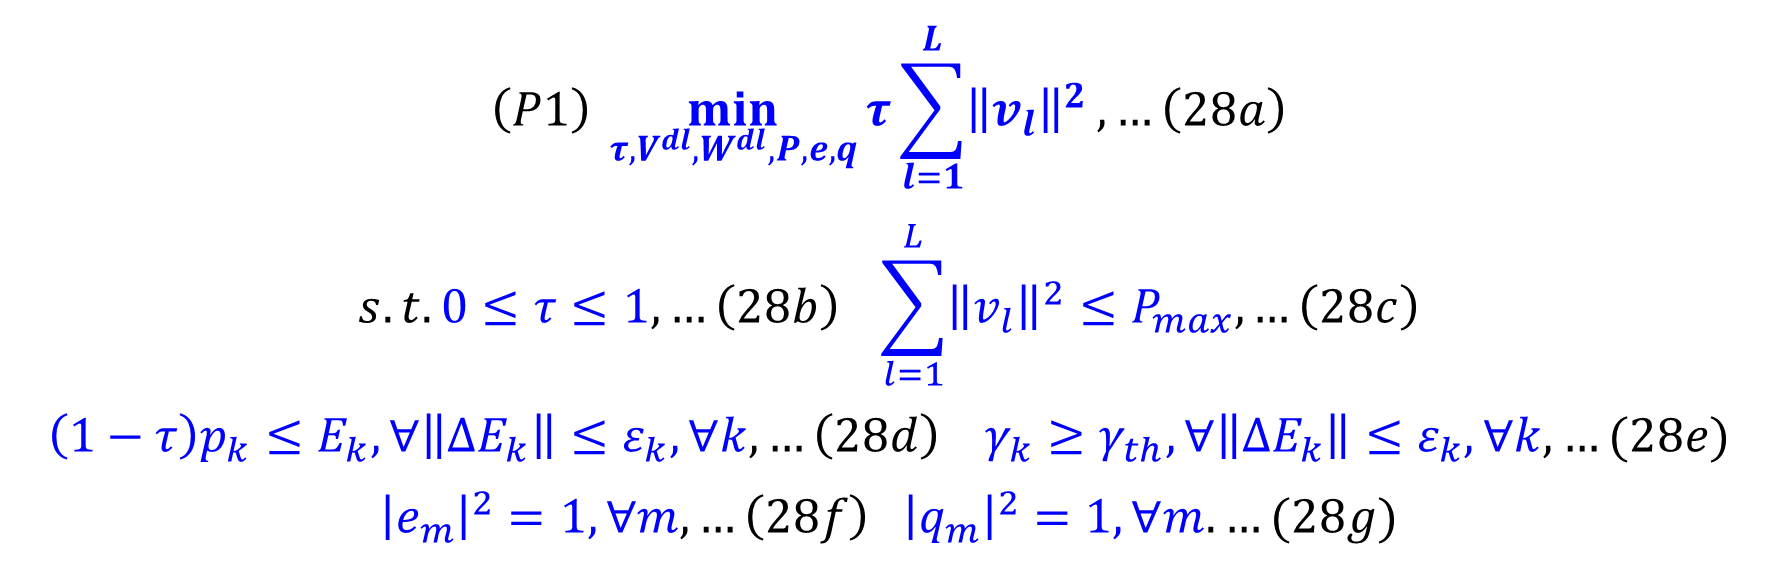 (P1) min_{τ,V^{dl},W^{dl},P,e,q} τ ∑_{l=1}^{L} ‖v_l‖² , … (28a)
s.t. 0 ≤ τ ≤ 1, … (28b) ∑_{l=1}^{L} ‖v_l‖² ≤ P_{max}, … (28c)
(1 − τ)p_k ≤ E_k, ∀‖ΔE_k‖ ≤ ε_k, ∀k, … (28d) γ_k ≥ γ_{th}, ∀‖ΔE_k‖ ≤ ε_k, ∀k, … (28e)
|e_m|² = 1, ∀m, … (28f) |q_m|² = 1, ∀m. … (28g)